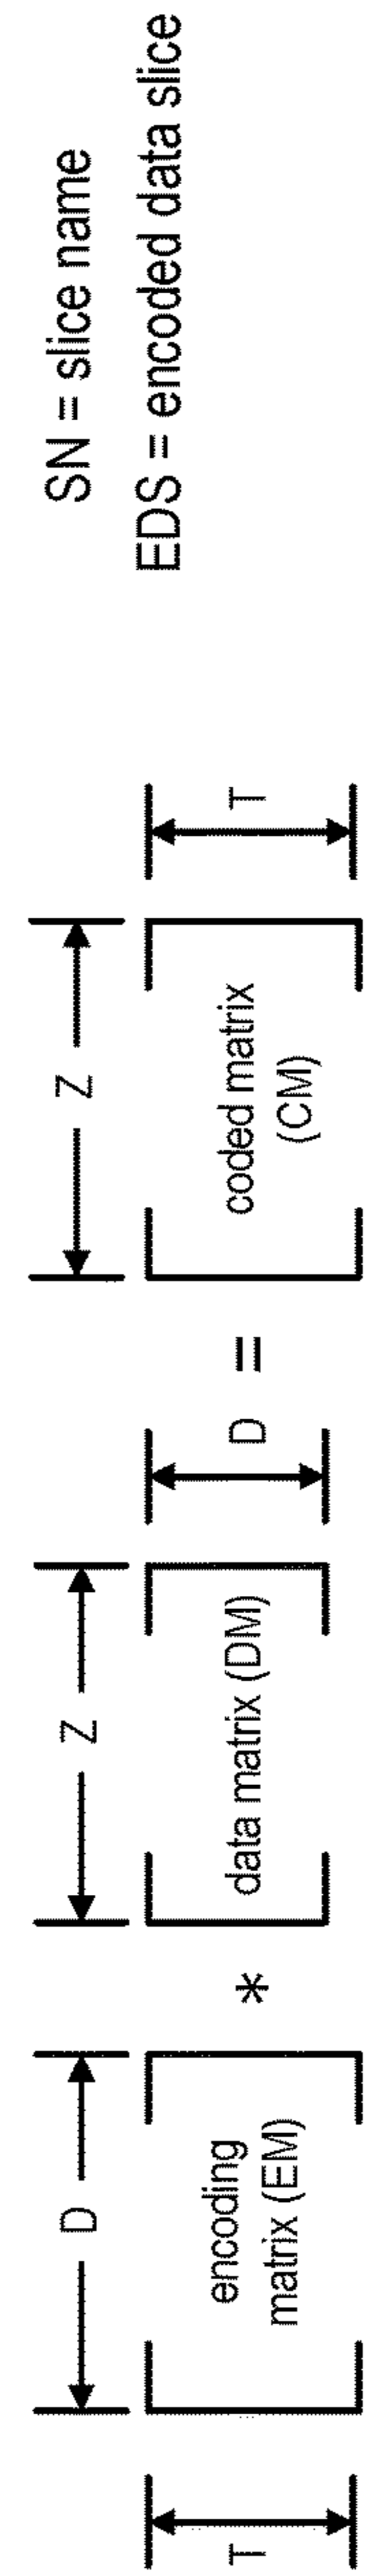 SN = slice name
EDS = encoded data slice
D
Z
Z
T
encoding
matrix (EM)
*
data matrix (DM)
D
=
coded matrix
(CM)
T